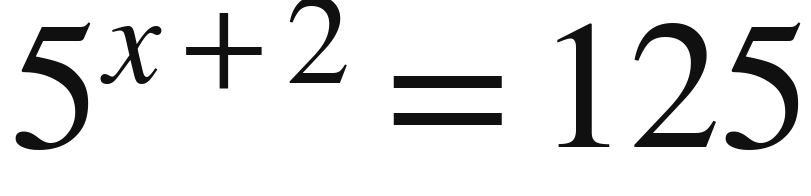 5^{x + 2} = 125